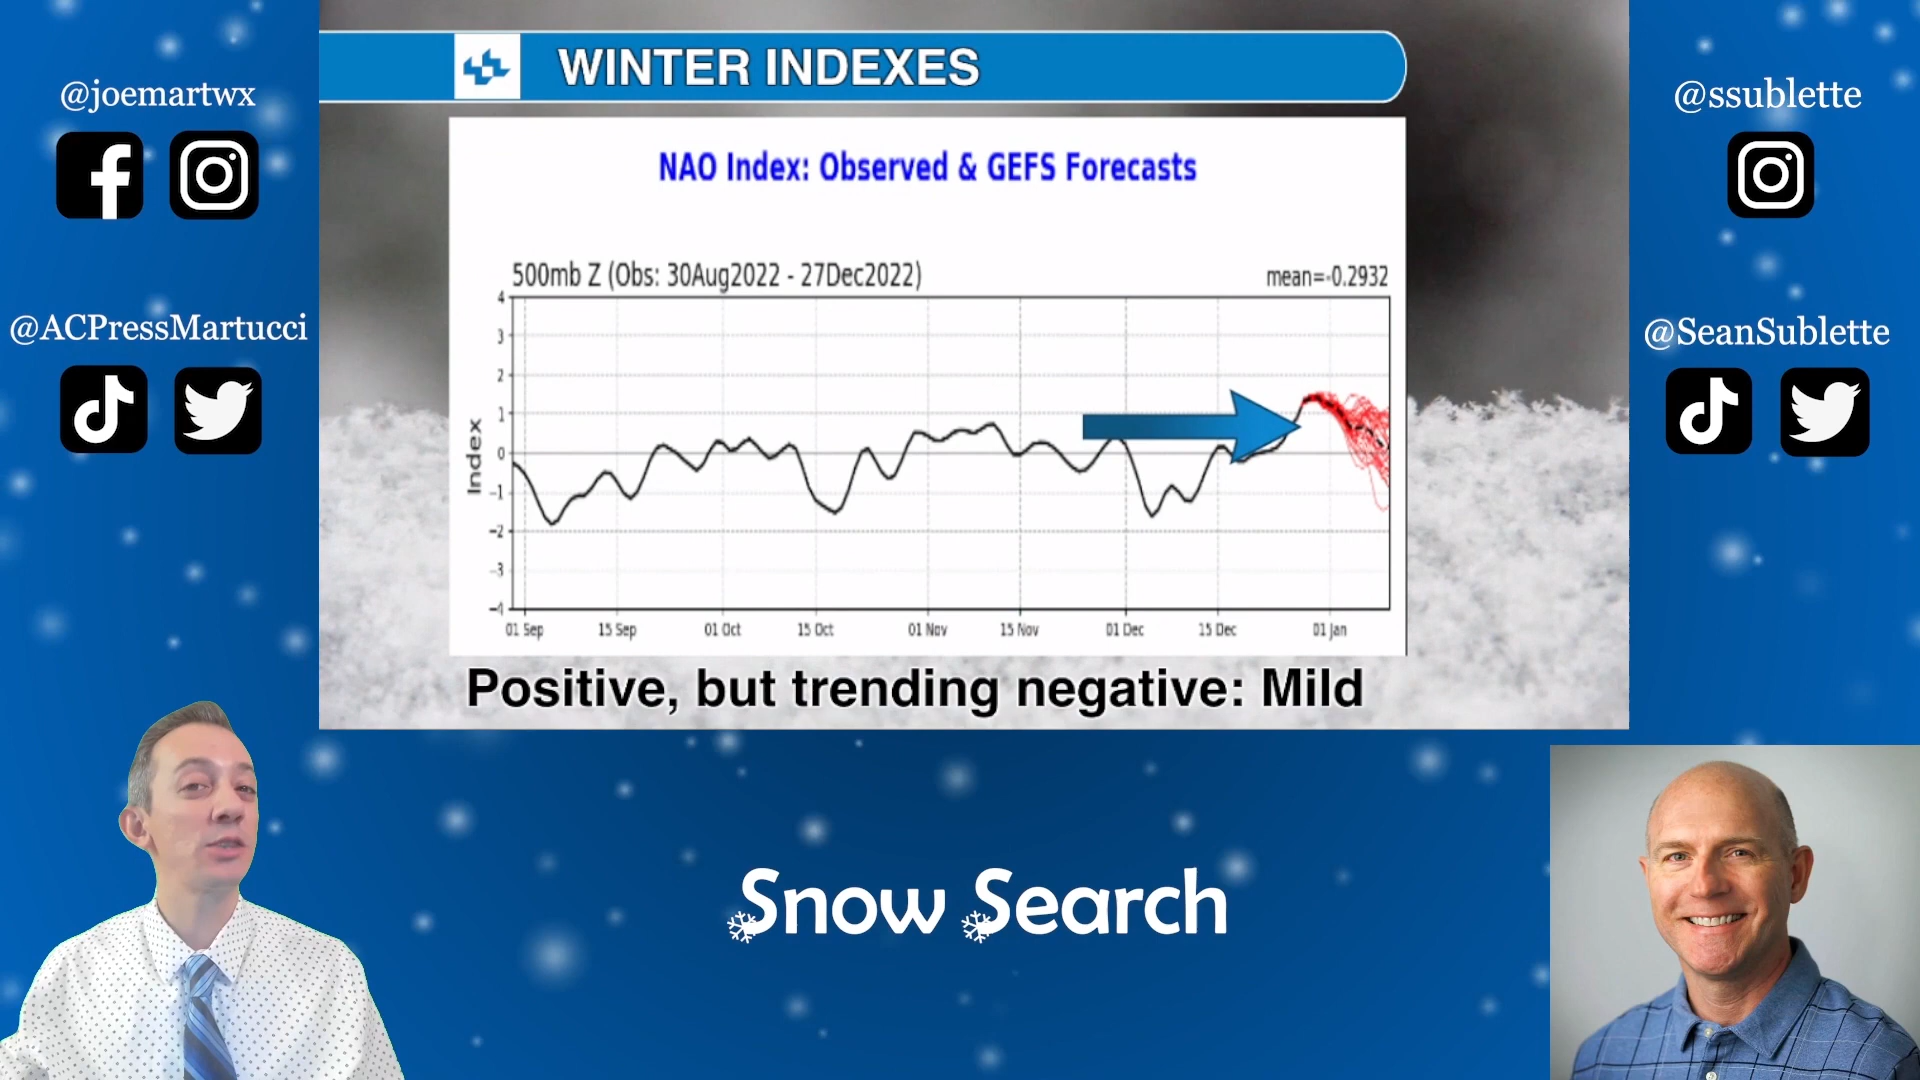 @joemartwx
@ACPressMartucci
WINTER INDEXES
NAO Index: Observed & GEFS Forecasts
500mb Z (Obs: 30Aug2022 - 27Dec2022)
mean=-0.2932
Index
4
3
2
1
0
-1
-2
-3
-4
01 Sep
15 Sep
01 Oct
15 Oct
01 Nov
15 Nov
01 Dec
15 Dec
01 Jan
Positive, but trending negative: Mild
@ssublette
@SeanSublette
Snow Search